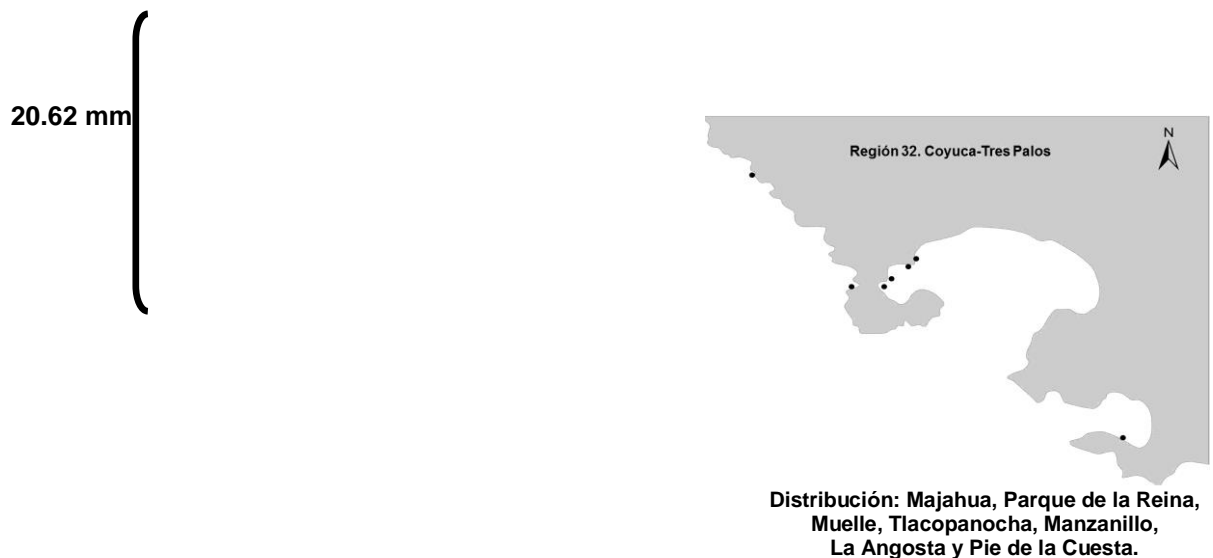 20.62 mm
N
Región 32. Coyuca-Tres Palos
Distribución: Majahua, Parque de la Reina,
Muelle, Tlacopanocha, Manzanillo,
La Angosta y Pie de la Cuesta.